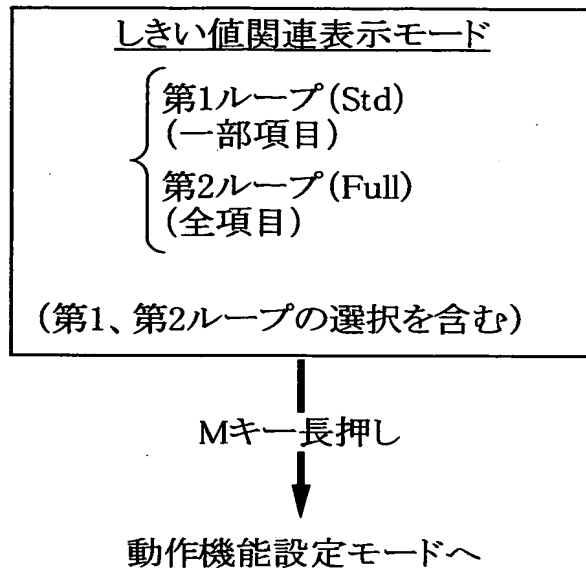 しきい値関連表示モード
第1ループ(Std)
(一部項目)
第2ループ(Full)
(全項目)
(第1、第2ループの選択を含む)
Mキー長押し
動作機能設定モードへ